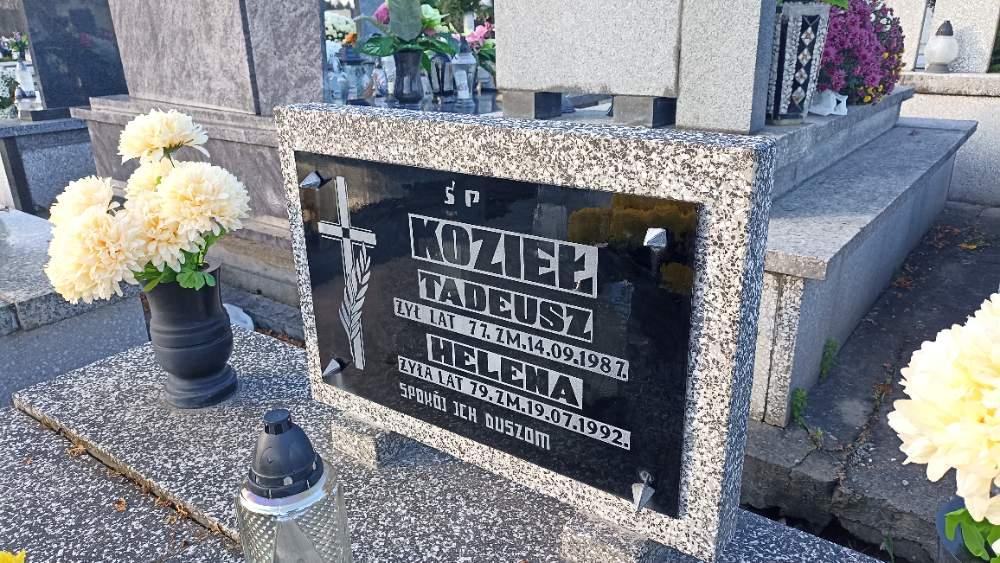 Ś P
KOZIEŁ
TADEUSZ
ŻYŁ LAT 77. ZM.14.09.1987.
HELENA
ŻYŁA LAT 79. ZM.19.07.1992.
SPOKÓJ ICH DUSZOM